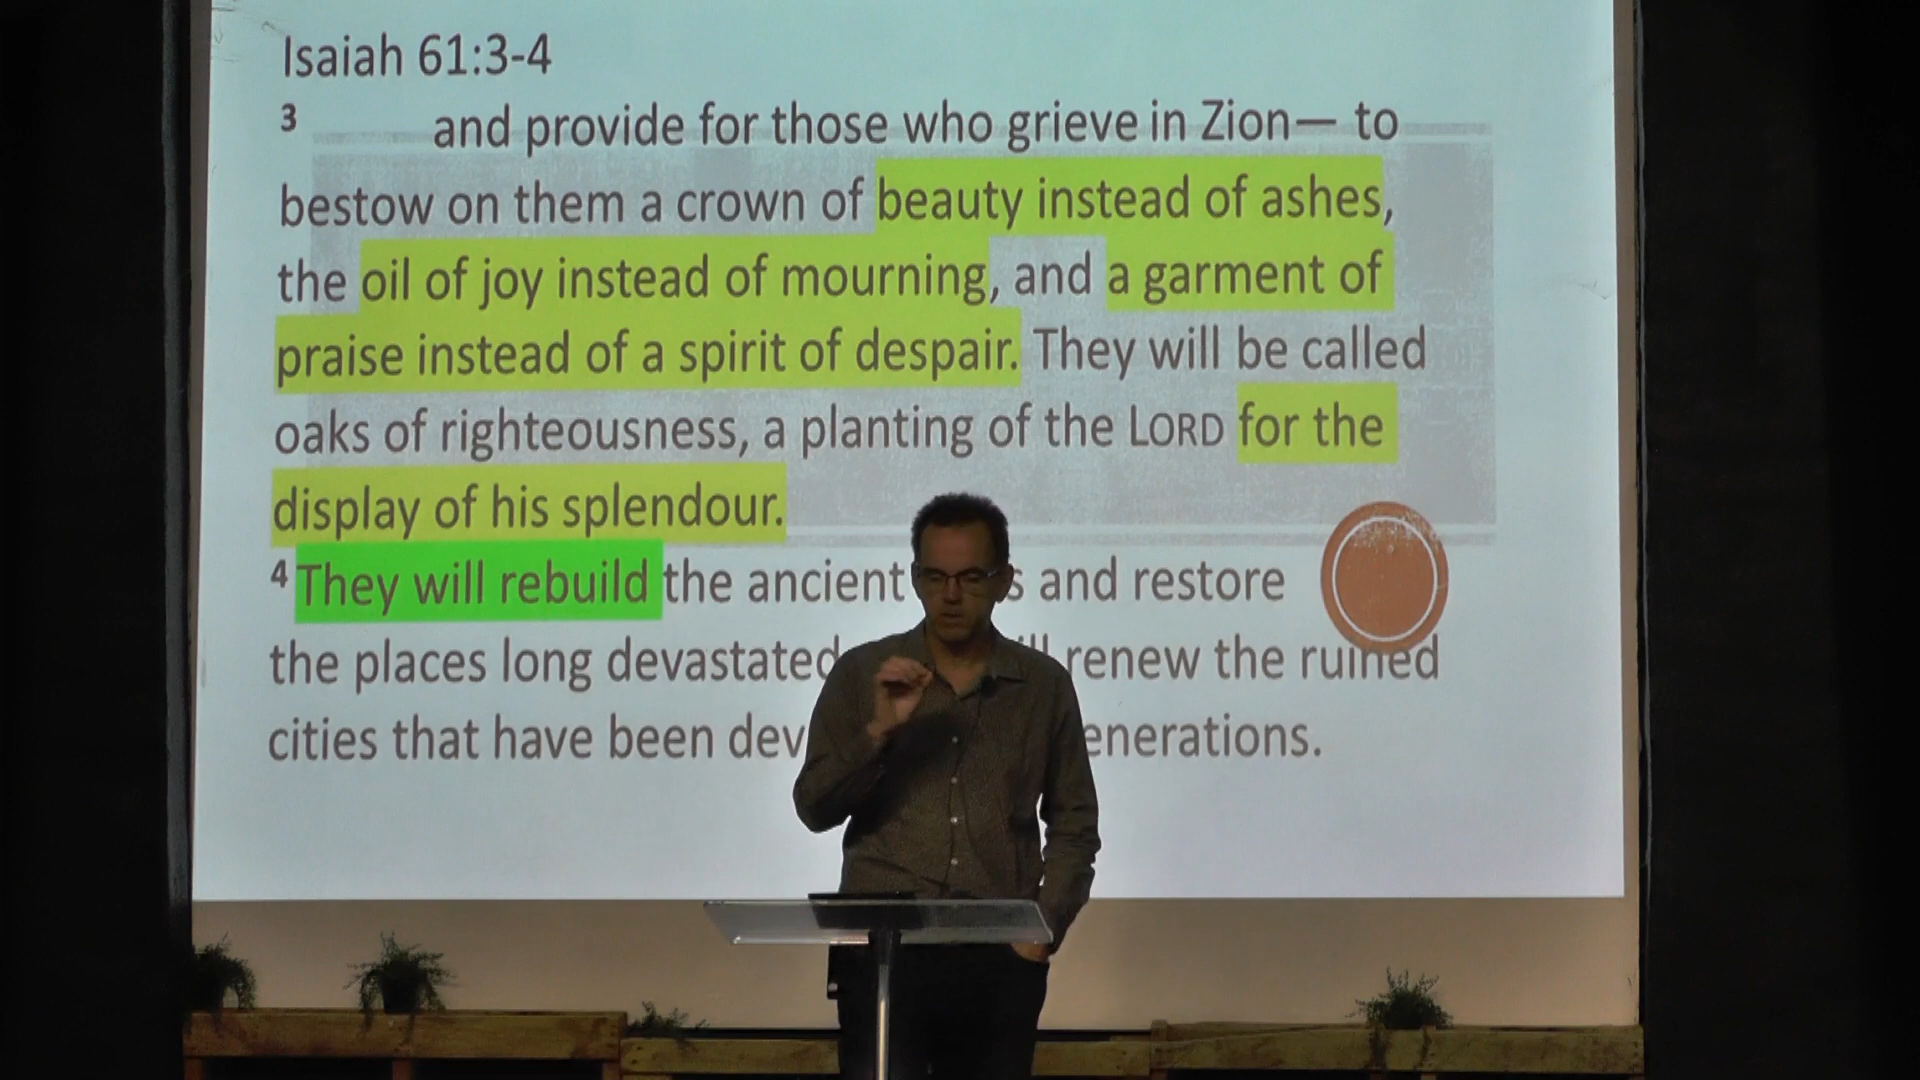 Isaiah 61:3-4
3 and provide for those who grieve in Zion— to
bestow on them a crown of beauty instead of ashes,
the oil of joy instead of mourning, and a garment of
praise instead of a spirit of despair. They will be called
oaks of righteousness, a planting of the LORD for the
display of his splendour.
4 They will rebuild the ancient and restore
the places long devastated renew the ruined
cities that have been